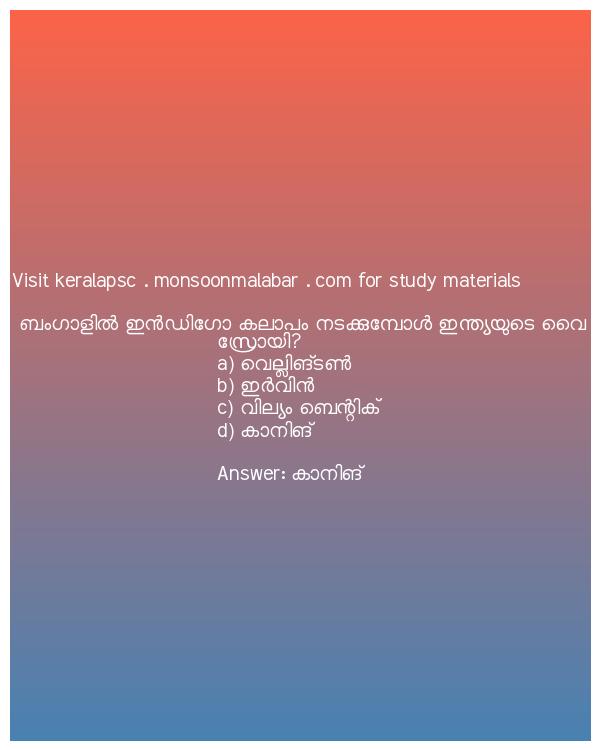 Visit keralapsc . monsoonmalabar . com for study materials
ബംഗാളിൽ ഇൻഡിഗോ കലാപം നടക്കുമ്പോൾ ഇന്ത്യയുടെ വൈ
സ്രോയി?
a) വെല്ലിങ്ടൺ
b) ഇർവിൻ
c) വില്യം ബെന്റിക്
d) കാനിങ്
Answer: കാനിങ്